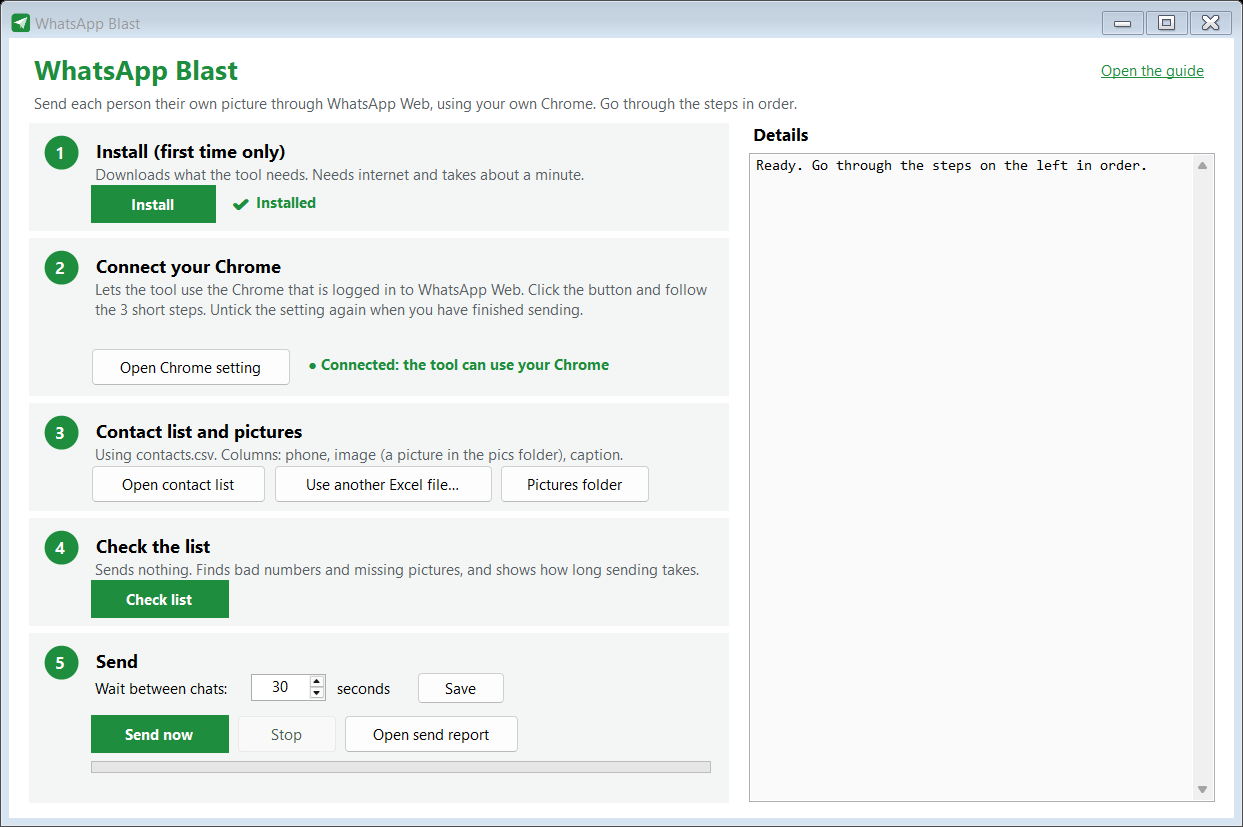 WhatsApp Blast
WhatsApp Blast
Open the guide
Send each person their own picture through WhatsApp Web, using your own Chrome. Go through the steps in order.
1
Install (first time only)
Downloads what the tool needs. Needs internet and takes about a minute.
Install
Installed
2
Connect your Chrome
Lets the tool use the Chrome that is logged in to WhatsApp Web. Click the button and follow
the 3 short steps. Untick the setting again when you have finished sending.
Open Chrome setting
• Connected: the tool can use your Chrome
3
Contact list and pictures
Using contacts.csv. Columns: phone, image (a picture in the pics folder), caption.
Open contact list
Use another Excel file...
Pictures folder
4
Check the list
Sends nothing. Finds bad numbers and missing pictures, and shows how long sending takes.
Check list
5
Send
Wait between chats:
30
seconds
Save
Send now
Stop
Open send report
Details
Ready. Go through the steps on the left in order.